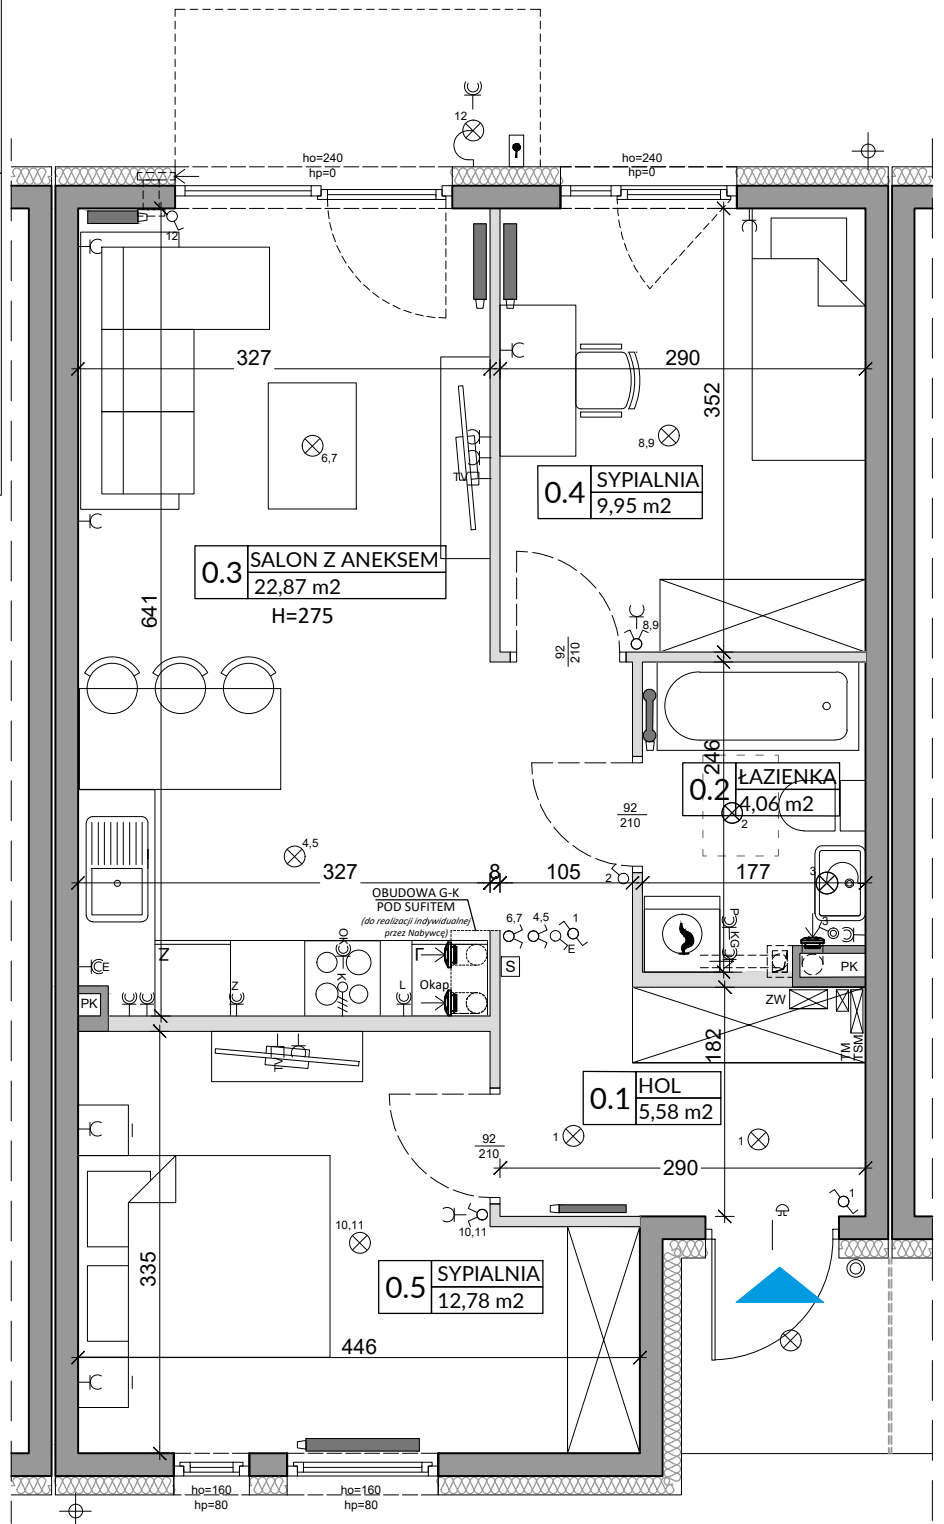 12
ho=240
hp=0
ho=240
hp=0
12
327
290
352
6,7
8,9
TV
0.4
SYPIALNIA
9,95 m2
0.3
SALON Z ANEKSEM
22,87 m2
H=275
641
8,9
92
210
246
0.2
ŁAZIENKA
4,06 m2
2
92
210
4,5
327
8
105
177
2
3
OBUDOWA G-K
POD SUFITEM
(do realizacji indywidualnej
przez Nabywcę)
6,7
4,5
1
E
P
KG
3
S
PK
Z
OK
K
E
Z
L
Okap
PK
ZW
TM
TSM
182
TV
0.1
HOL
5,58 m2
1
1
92
210
290
1
10,11
10,11
335
0.5
SYPIALNIA
12,78 m2
446
ho=160
hp=80
ho=160
hp=80